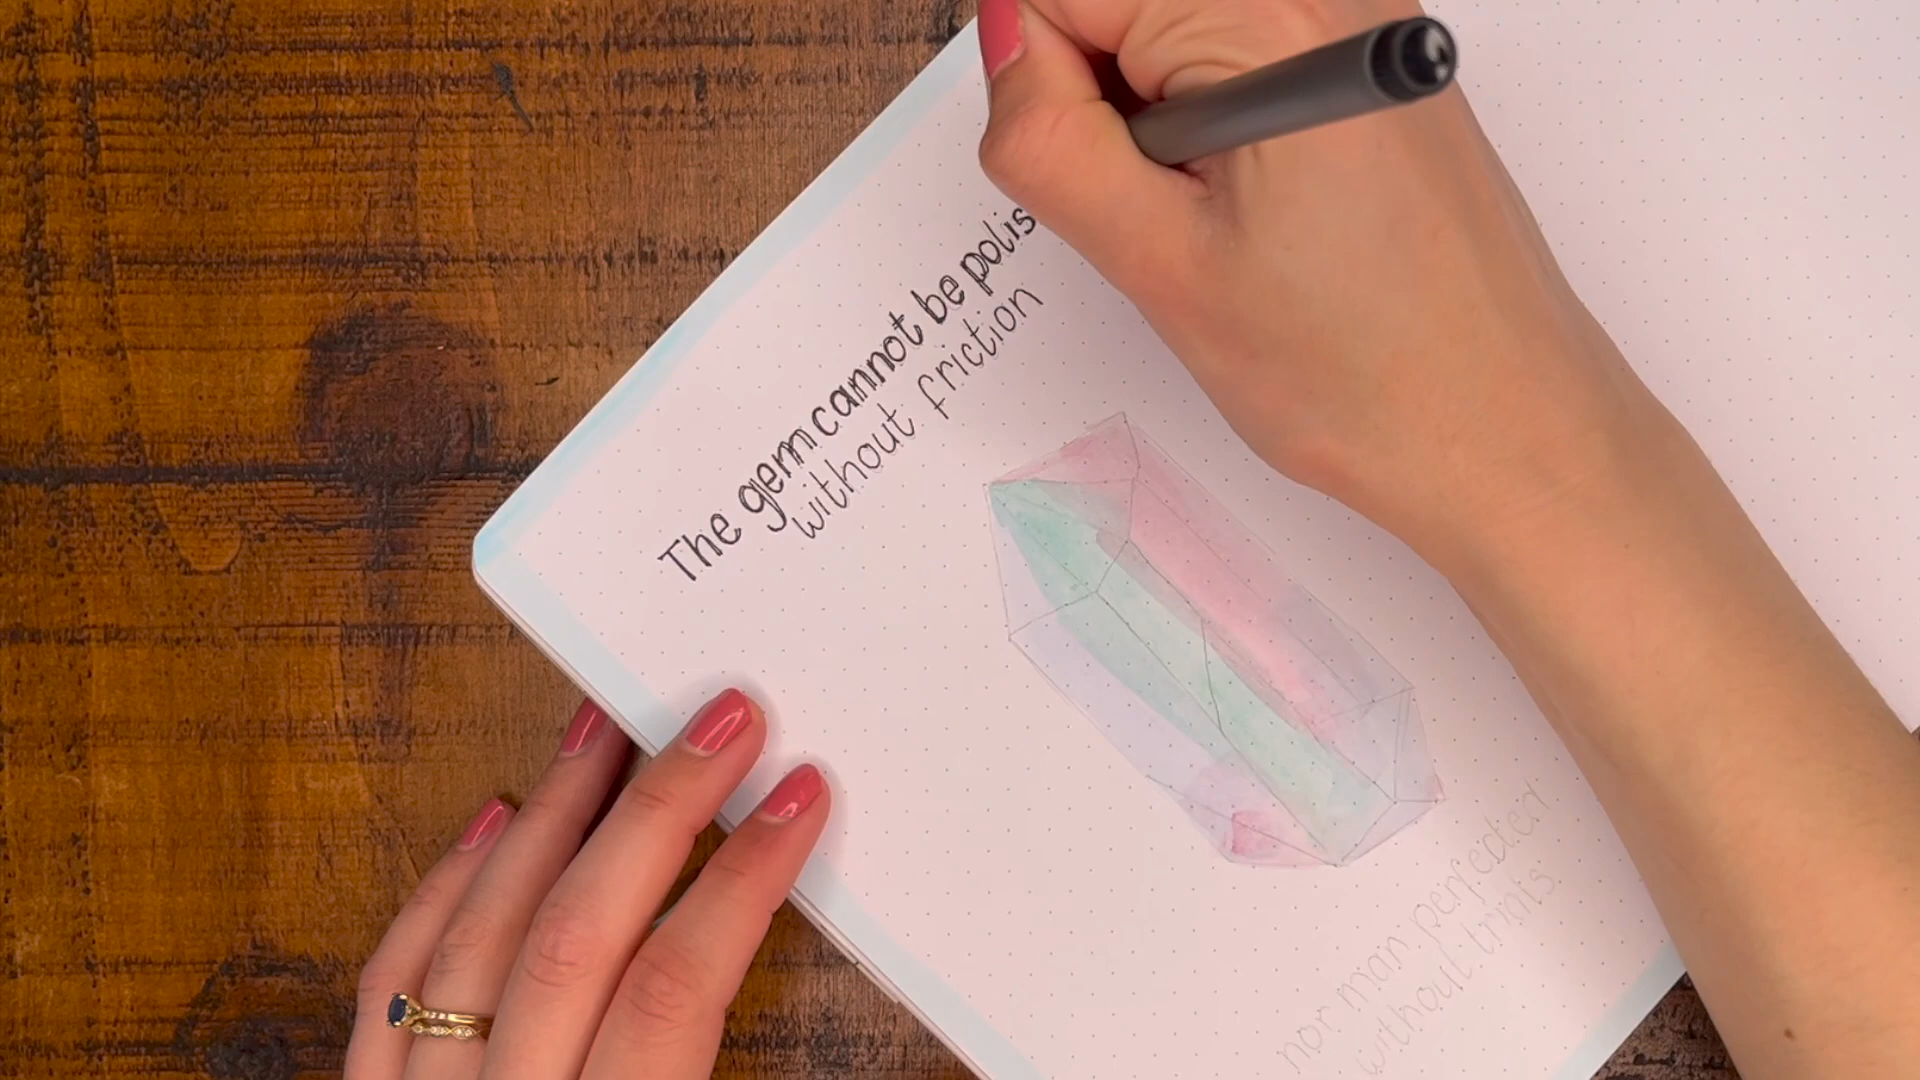 The gem cannot be polis
without friction
nor man perfected
without trials